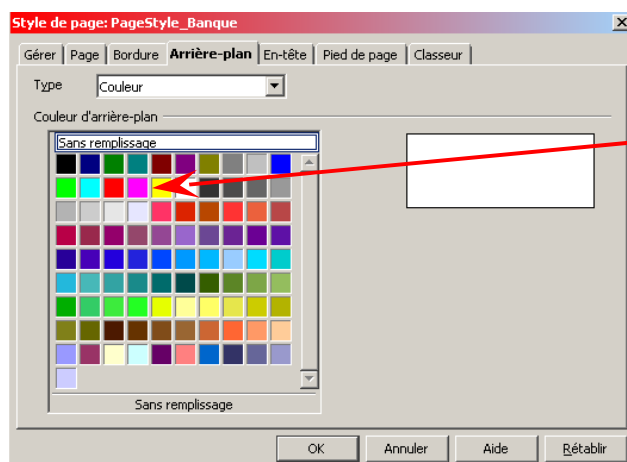 Style de page: PageStyle_Banque
Gérer Page Bordure Arrière-plan En-tête Pied de page Classeur
Type Couleur
Couleur d'arrière-plan
Sans remplissage
Sans remplissage
OK Annuler Aide Rétablir